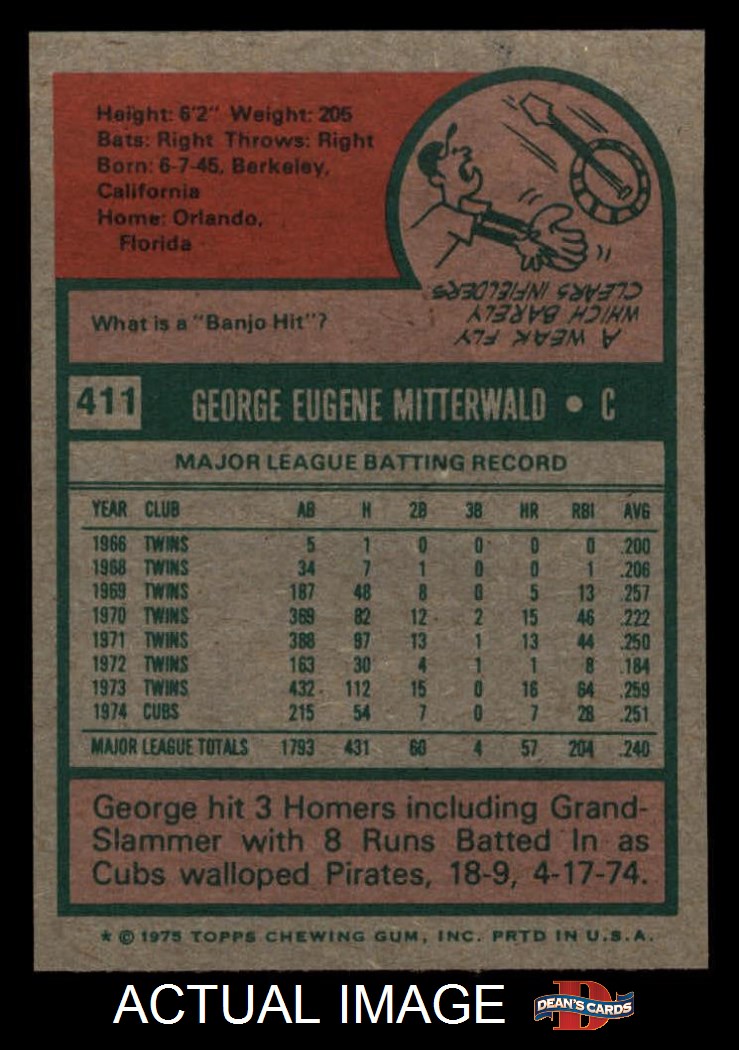 Height: 6'2" Weight: 205
Bats: Right Throws: Right
Born: 6-7-45, Berkeley,
California
Home: Orlando,
Florida
What is a "Banjo Hit"?
A WEAK FLY
WHICH BARELY
CLEARS INFIELDERS
411 GEORGE EUGENE MITTERWALD • C
MAJOR LEAGUE BATTING RECORD
YEAR CLUB AB H 2B 3B HR RBI AVG
1966 TWINS 5 1 0 0 0 0 .200
1968 TWINS 34 7 1 0 0 1 .206
1969 TWINS 187 48 8 0 5 13 .257
1970 TWINS 369 82 12 2 15 46 .222
1971 TWINS 388 97 13 1 13 44 .250
1972 TWINS 163 30 4 1 1 8 .184
1973 TWINS 432 112 15 0 16 64 .259
1974 CUBS 215 54 7 0 7 28 .251
MAJOR LEAGUE TOTALS 1793 431 60 4 57 204 .240
George hit 3 Homers including Grand-
Slammer with 8 Runs Batted In as
Cubs walloped Pirates, 18-9, 4-17-74.
* © 1975 TOPPS CHEWING GUM, INC. PRTD IN U.S.A.
ACTUAL IMAGE
D
DEAN'S CARDS